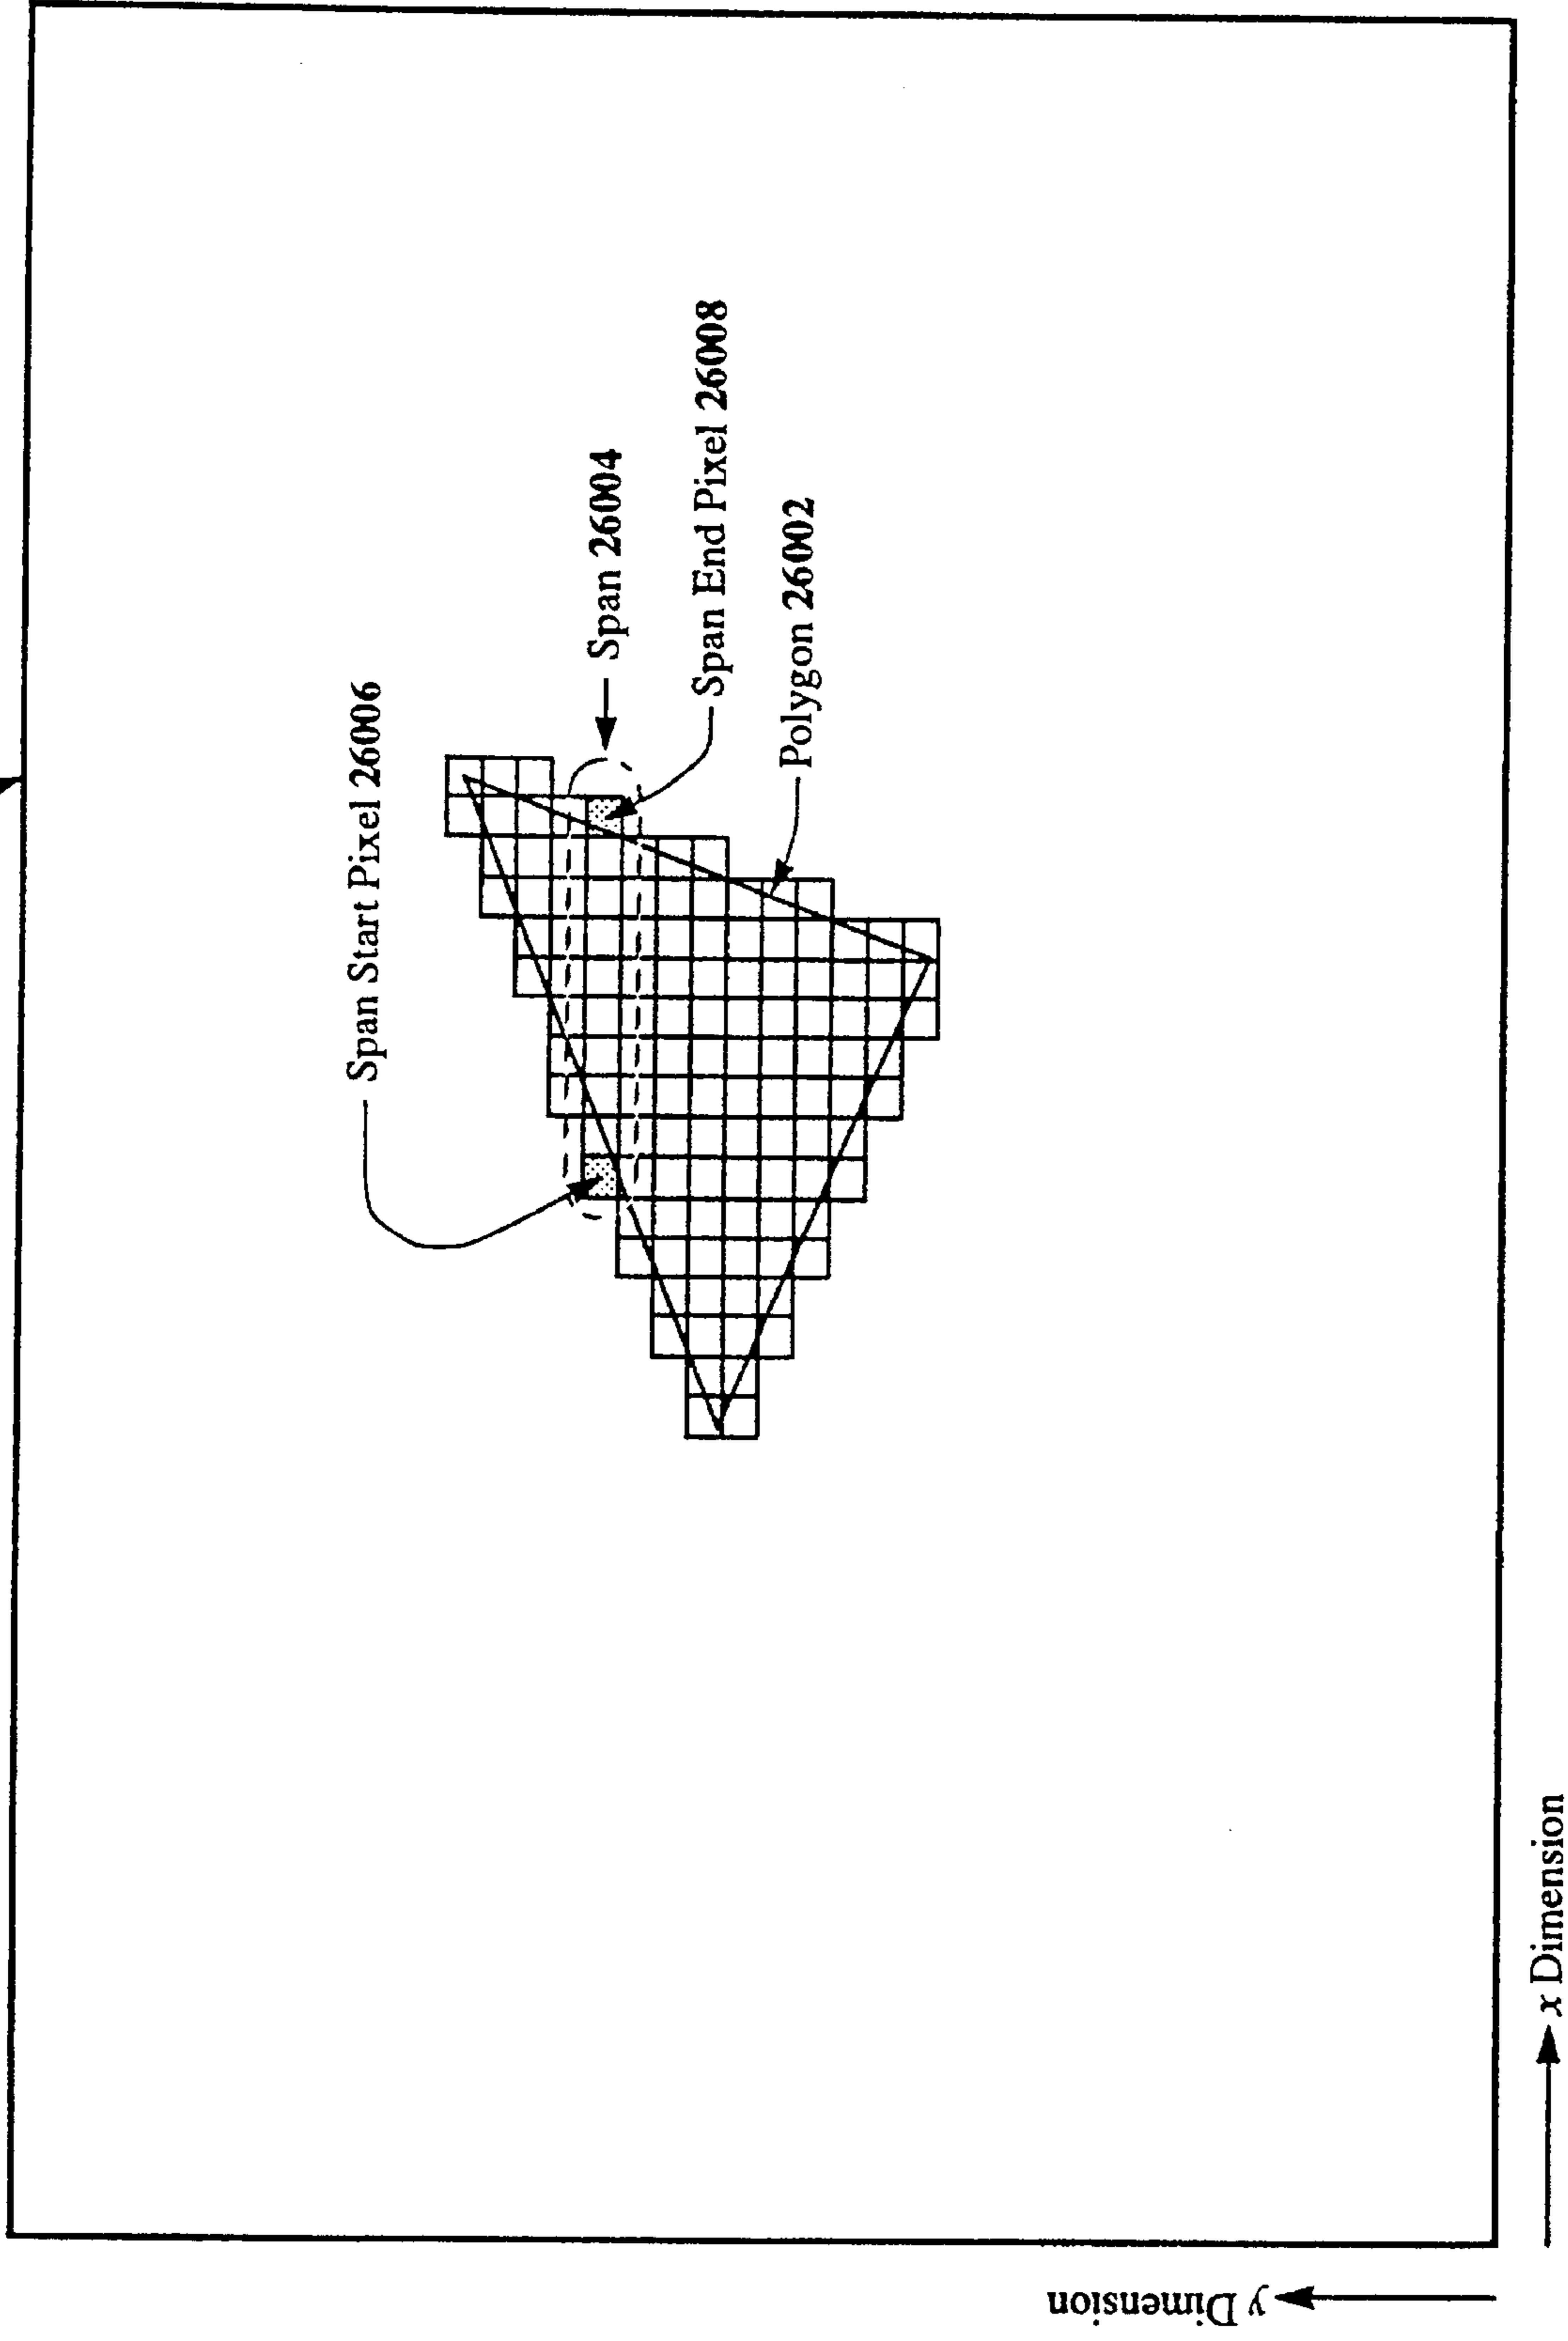 Span Start Pixel 26006
Span 26004
Span End Pixel 26008
Polygon 26002
x Dimension
y Dimension